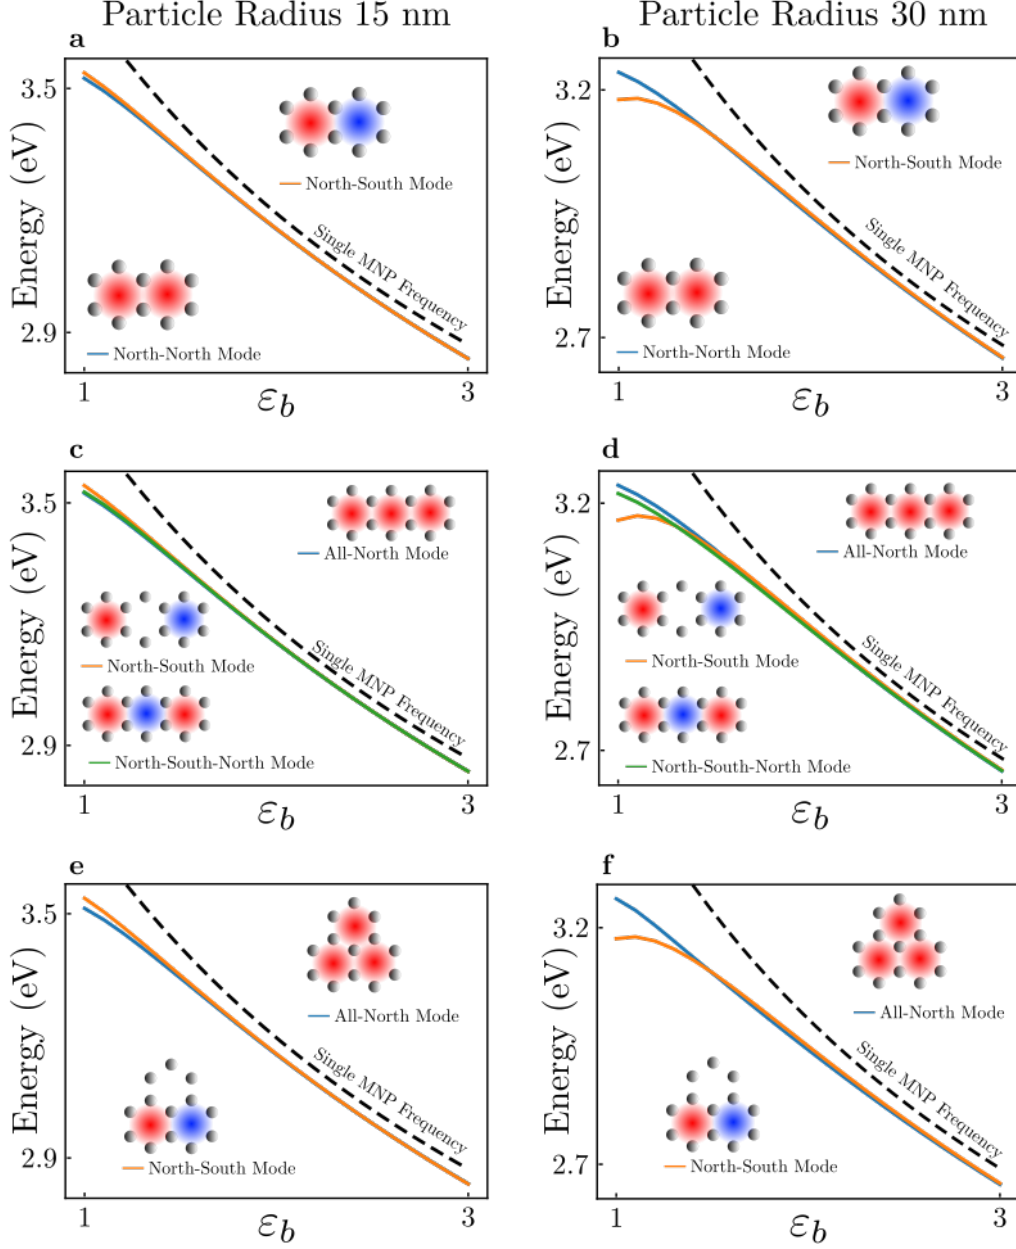 Particle Radius 15 nm
Particle Radius 30 nm
a
3.5
2.9
Energy (eV)
North-South Mode
Single MNP Frequency
North-North Mode
1
3
ε_b
b
3.2
2.7
Energy (eV)
North-South Mode
Single MNP Frequency
North-North Mode
1
3
ε_b
c
3.5
2.9
Energy (eV)
All-North Mode
North-South Mode
Single MNP Frequency
North-South-North Mode
1
3
ε_b
d
3.2
2.7
Energy (eV)
All-North Mode
North-South Mode
Single MNP Frequency
North-South-North Mode
1
3
ε_b
e
3.5
2.9
Energy (eV)
All-North Mode
Single MNP Frequency
North-South Mode
1
3
ε_b
f
3.2
2.7
Energy (eV)
All-North Mode
Single MNP Frequency
North-South Mode
1
3
ε_b